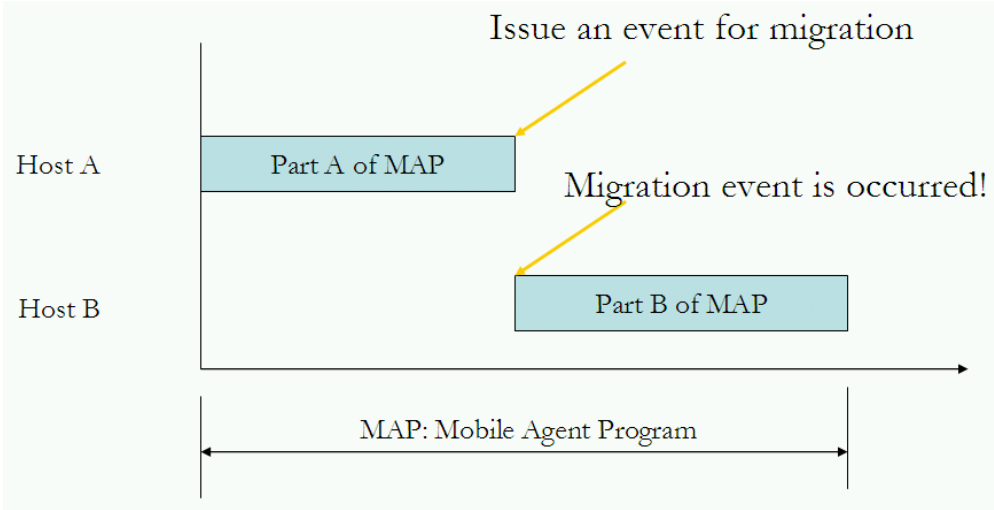 Issue an event for migration
Host A
Part A of MAP
Migration event is occurred!
Host B
Part B of MAP
MAP: Mobile Agent Program